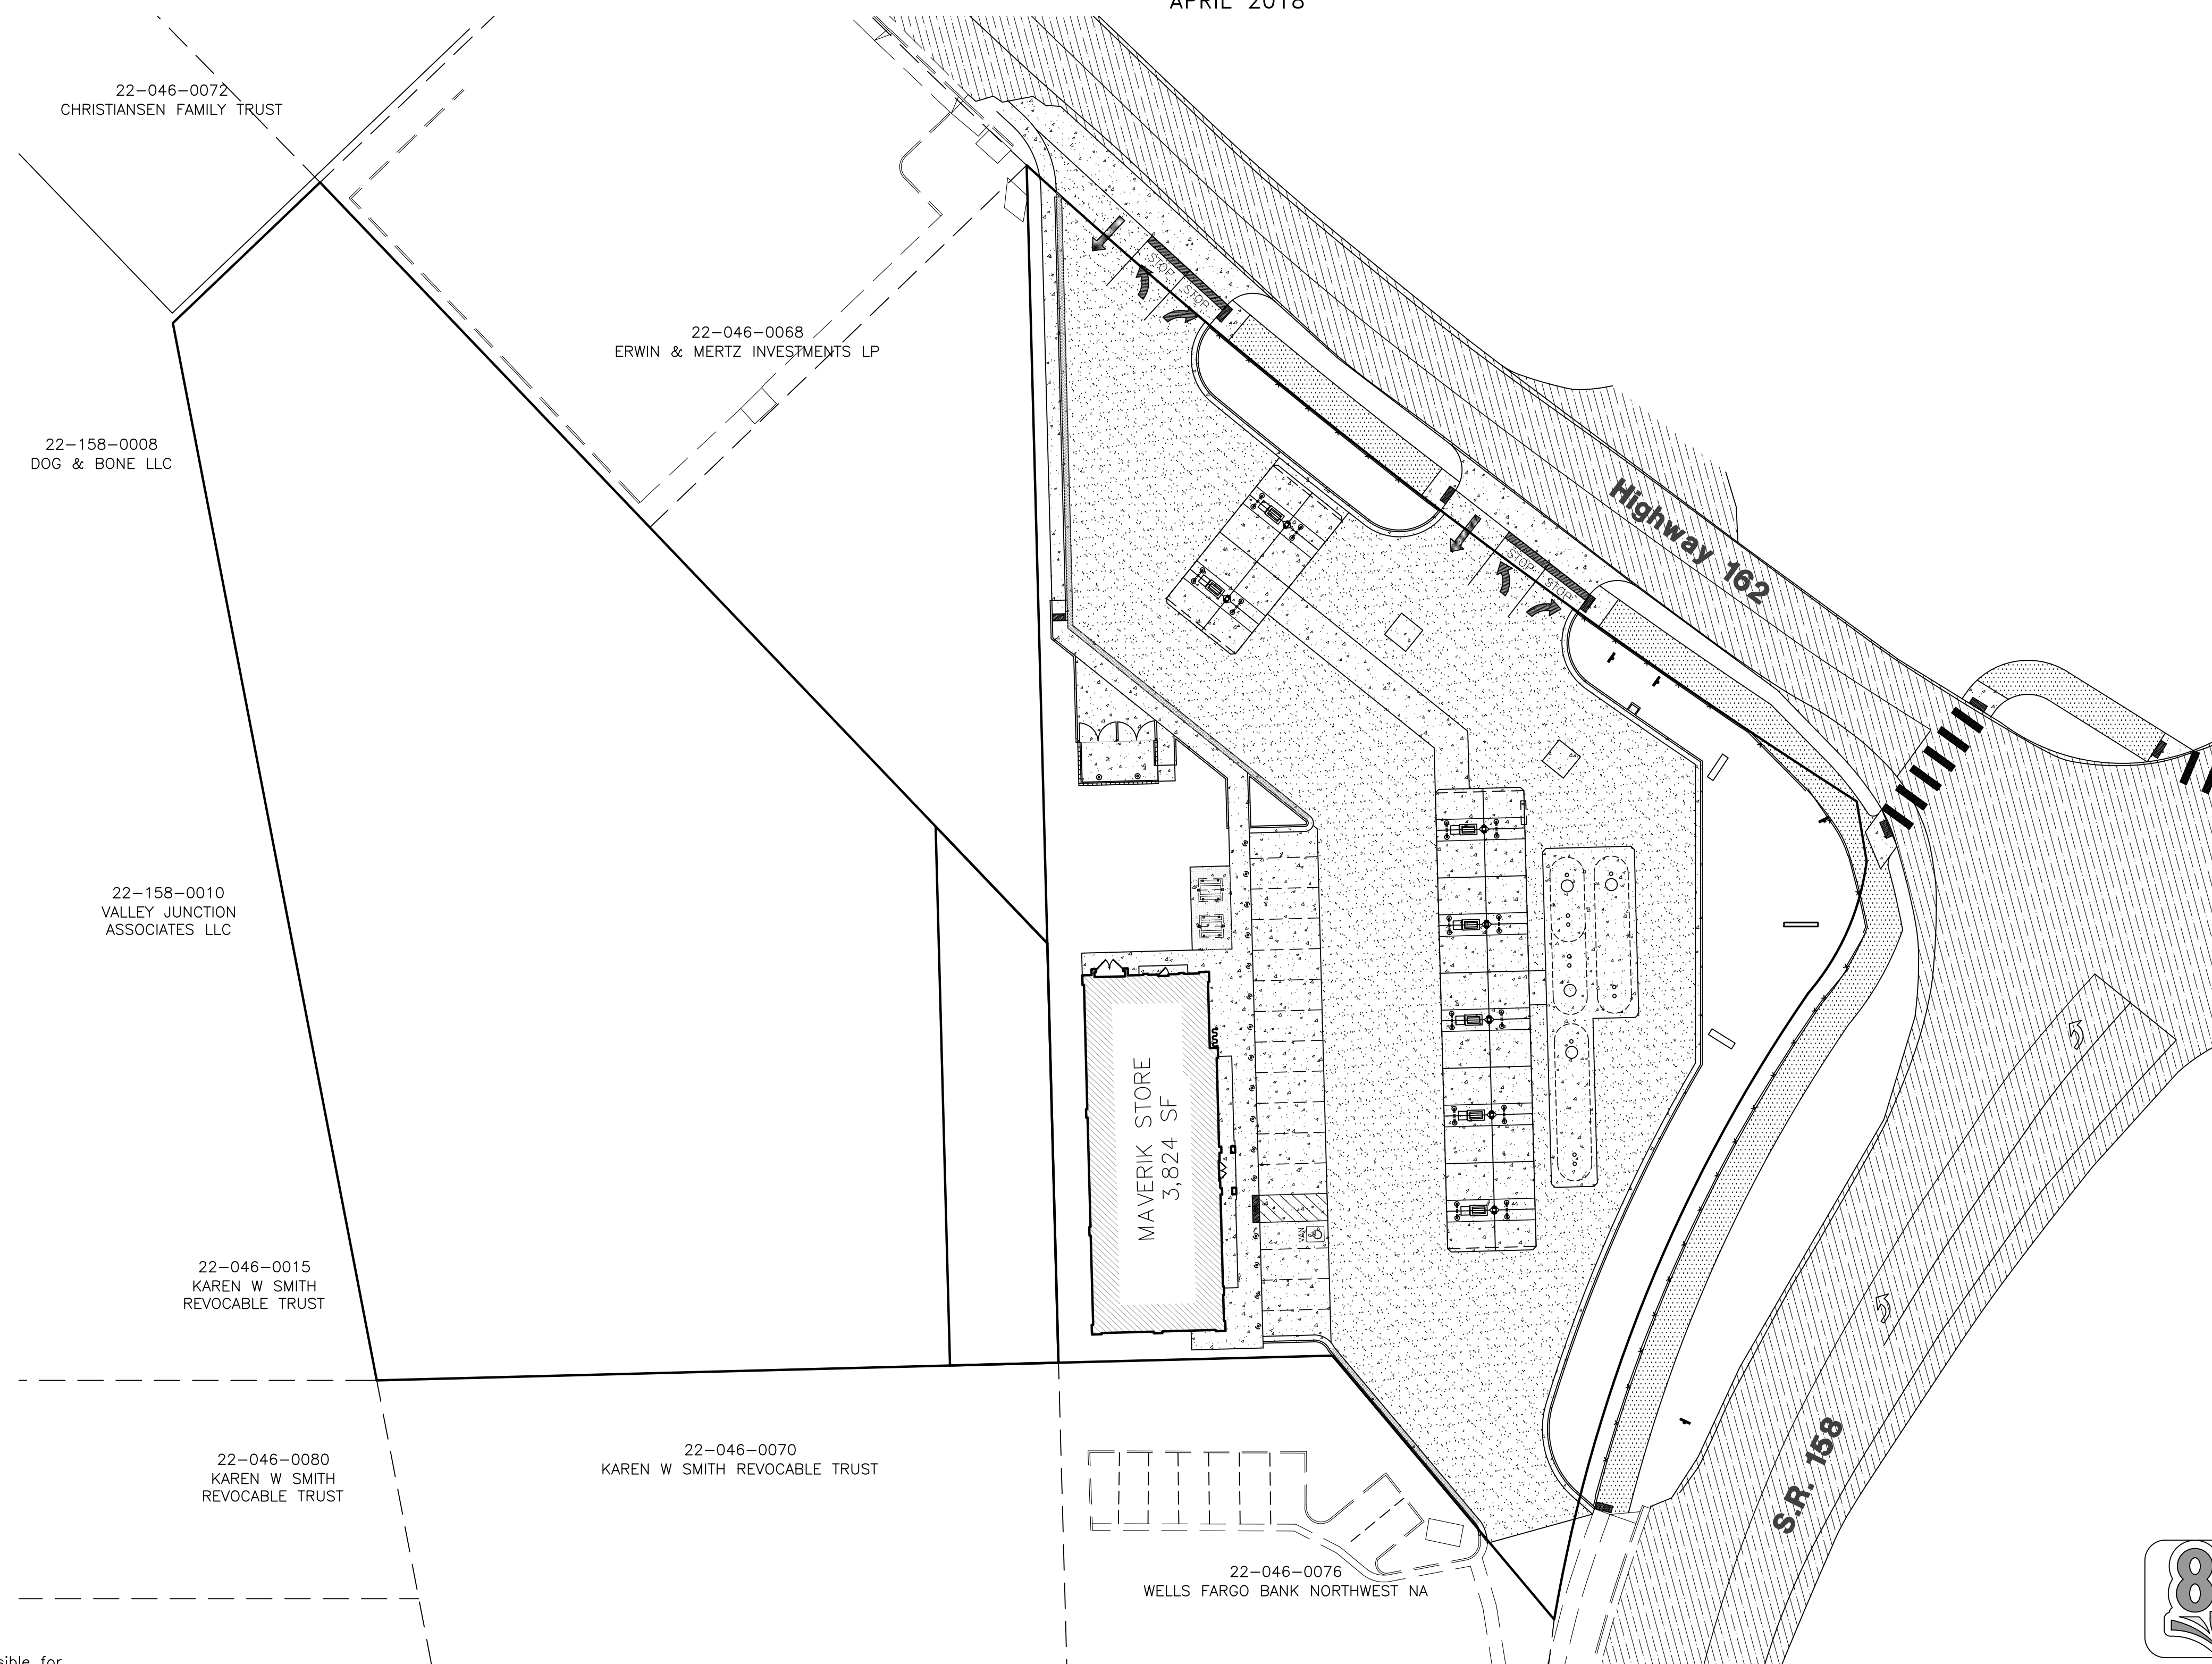 APRIL 2018
22-046-0072
CHRISTIANSEN FAMILY TRUST
22-046-0068
ERWIN & MERTZ INVESTMENTS LP
STOP
STOP
22-158-0008
DOG & BONE LLC
Highway 162
STOP
STOP
22-158-0010
VALLEY JUNCTION
ASSOCIATES LLC
MAVERIK STORE
3,824 SF
VAN
22-046-0015
KAREN W SMITH
REVOCABLE TRUST
22-046-0080
KAREN W SMITH
REVOCABLE TRUST
22-046-0070
KAREN W SMITH REVOCABLE TRUST
S.R. 158
22-046-0076
WELLS FARGO BANK NORTHWEST NA
8
sible for